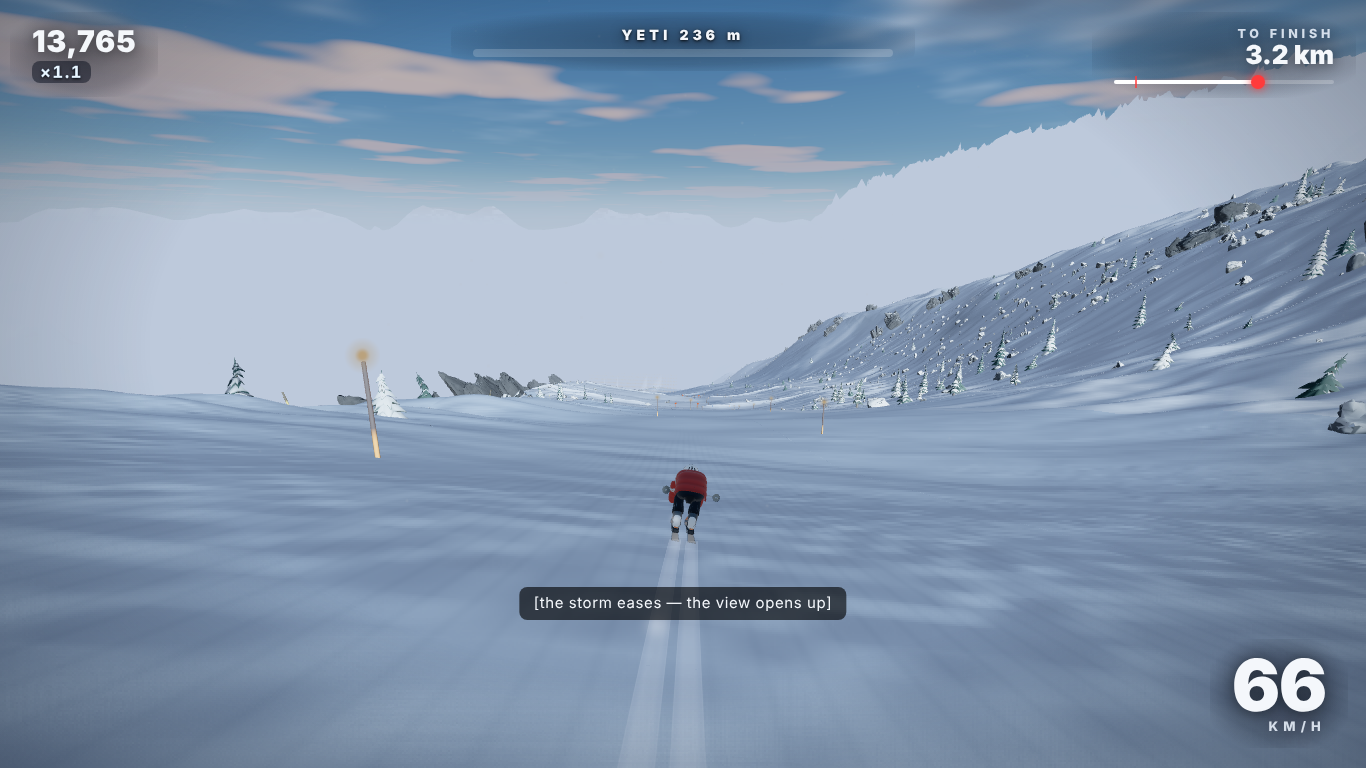 13,765
×1.1
YETI 236 m
TO FINISH
3.2 km
[the storm eases — the view opens up]
66
KM/H